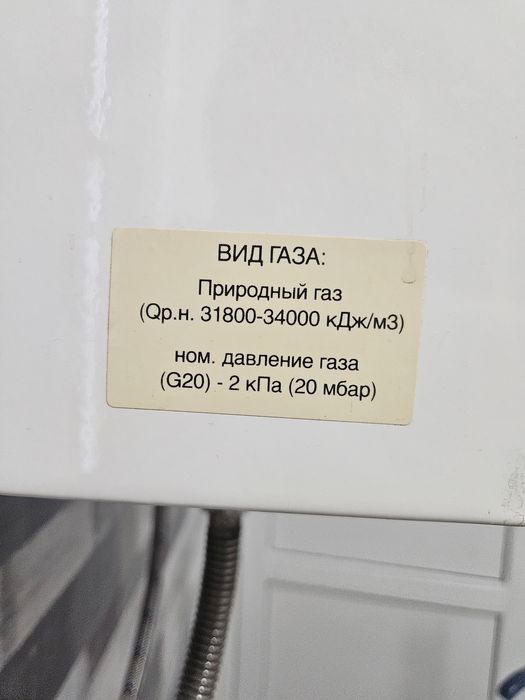 ВИД ГАЗА:
Природный газ
(Qр.н. 31800-34000 кДж/м3)
ном. давление газа
(G20) - 2 кПа (20 мбар)